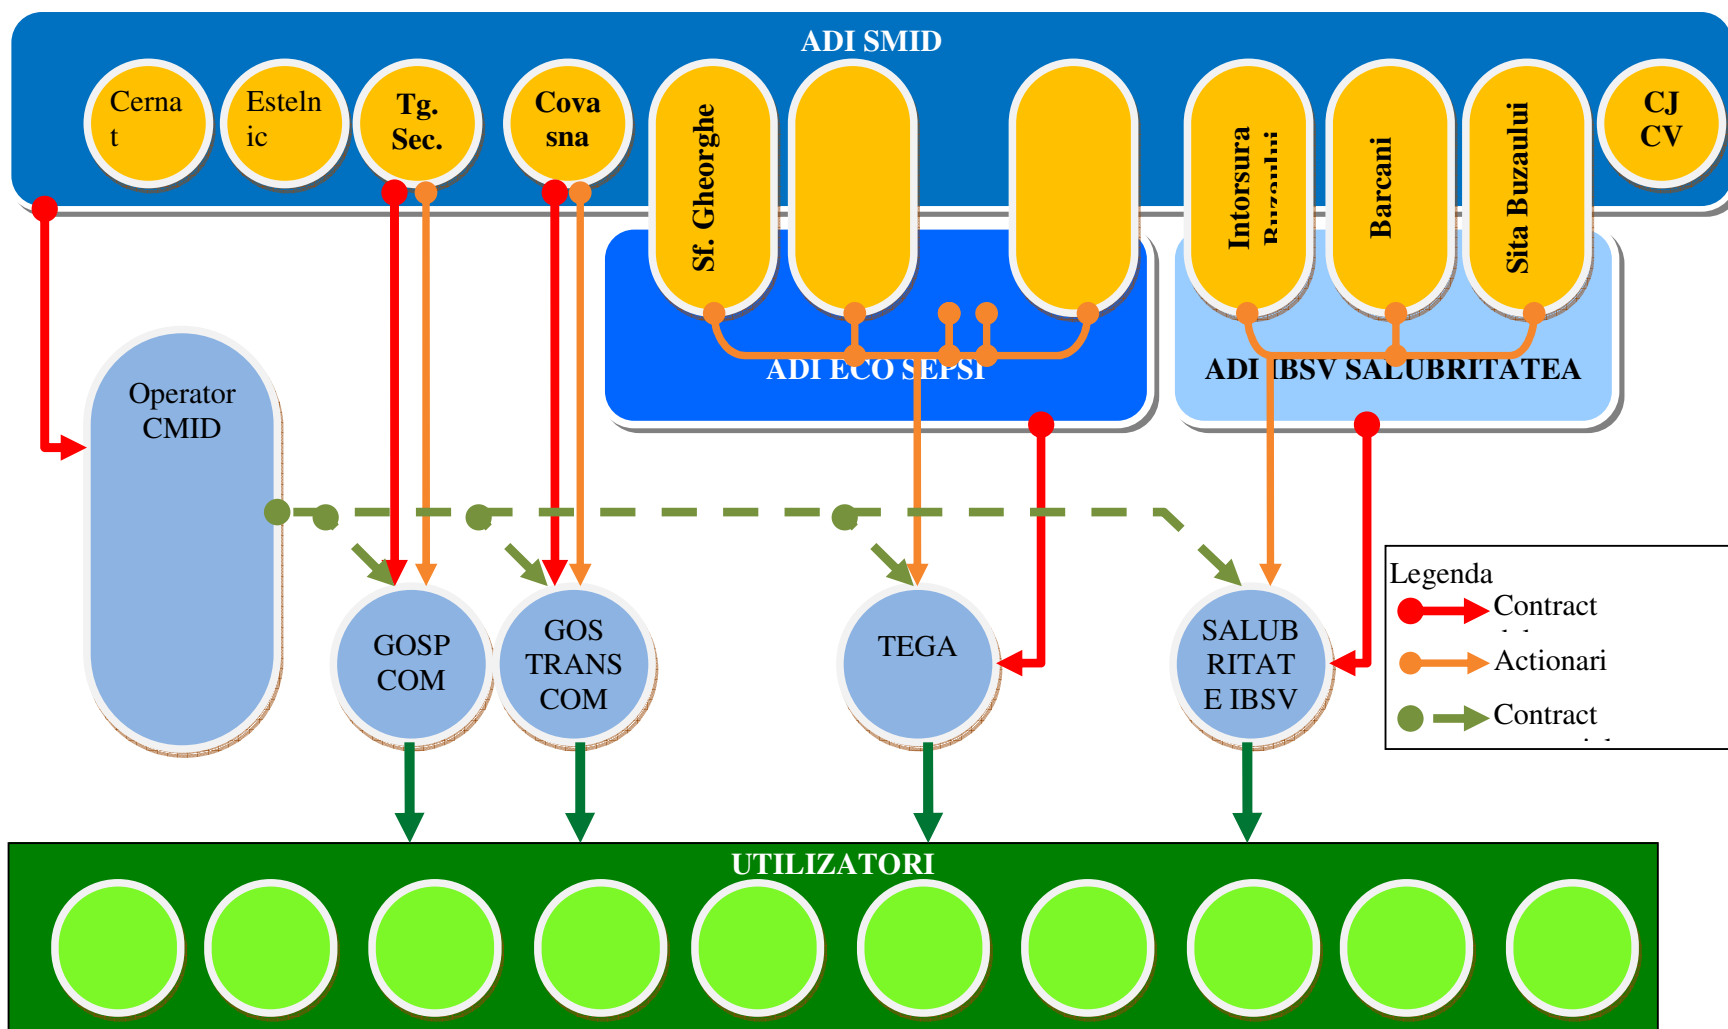 ADI SMID
Cerna
t
Esteln
ic
Tg.
Sec.
Cova
sna
Sf. Gheorghe
Intorsura
Barcani
Sita Buzaului
CJ
CV
ADI ECO SEPSI
ADI IBSV SALUBRITATEA
Operator
CMID
GOSP
COM
GOS
TRANS
COM
TEGA
SALUB
RITAT
E IBSV
Legenda
Contract
Actionari
Contract
UTILIZATORI